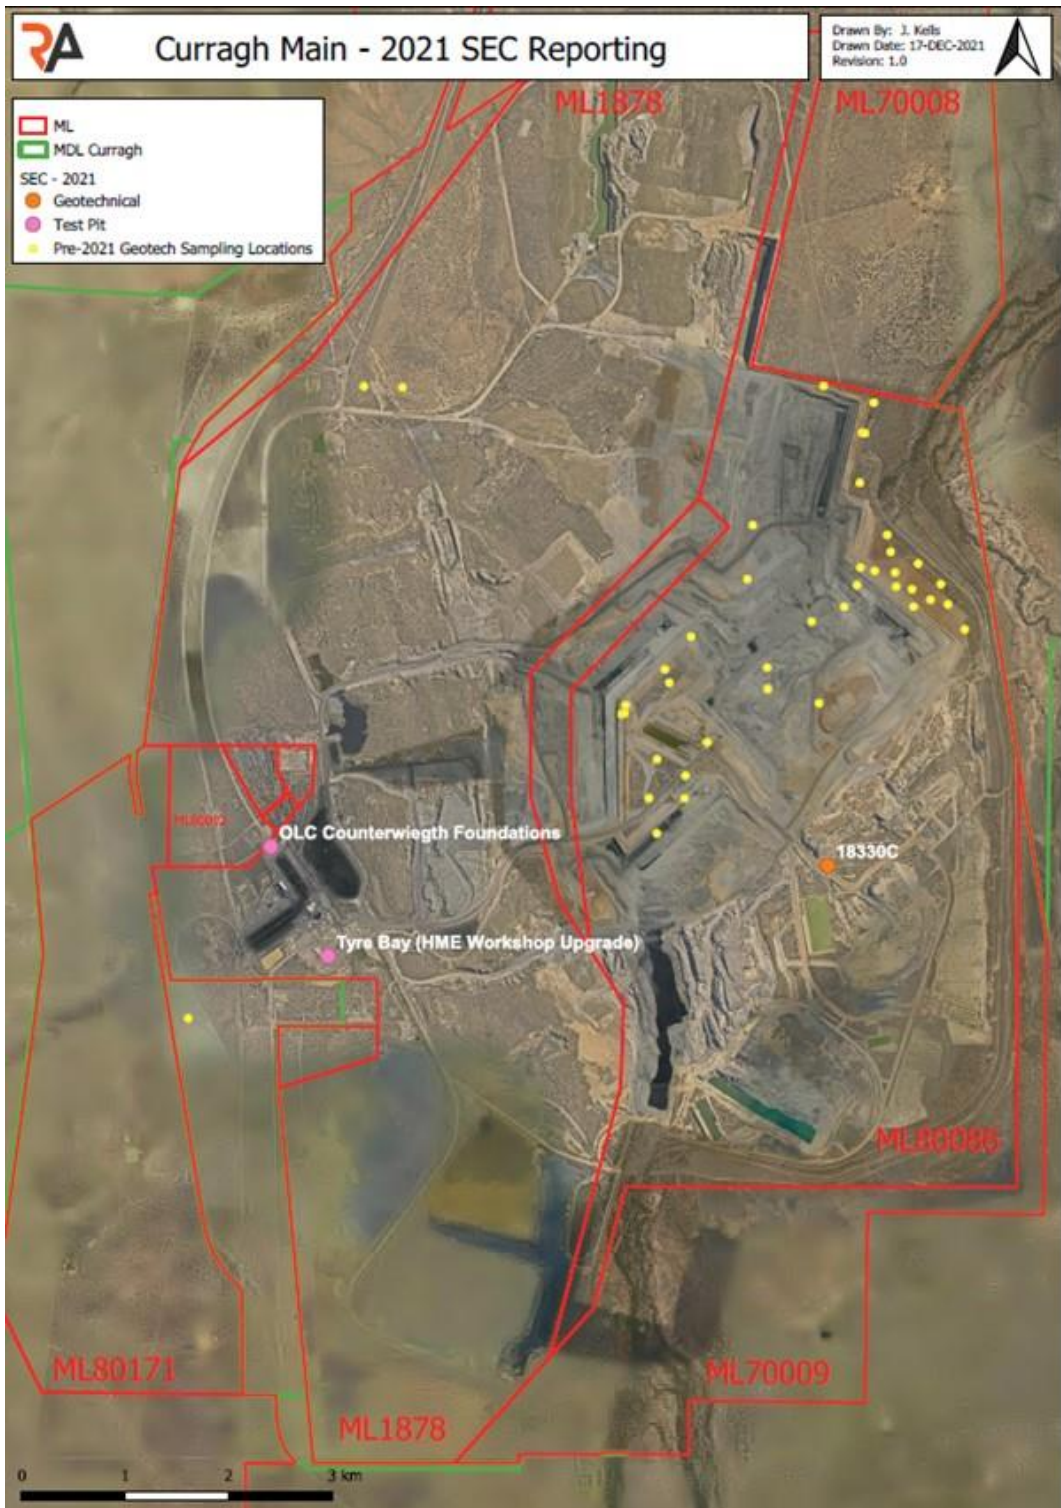 RA
Curragh Main - 2021 SEC Reporting
Drawn By: J. Kells
Drawn Date: 17-DEC-2021
Revision: 1.0
ML
MDL Curragh
SEC - 2021
Geotechnical
Test Pit
Pre-2021 Geotech Sampling Locations
ML1878
ML70008
ML80012
OLC Counterwiegth Foundations
18330C
Tyre Bay (HME Workshop Upgrade)
ML80086
ML80171
ML70009
ML1878
0 1 2 3 km